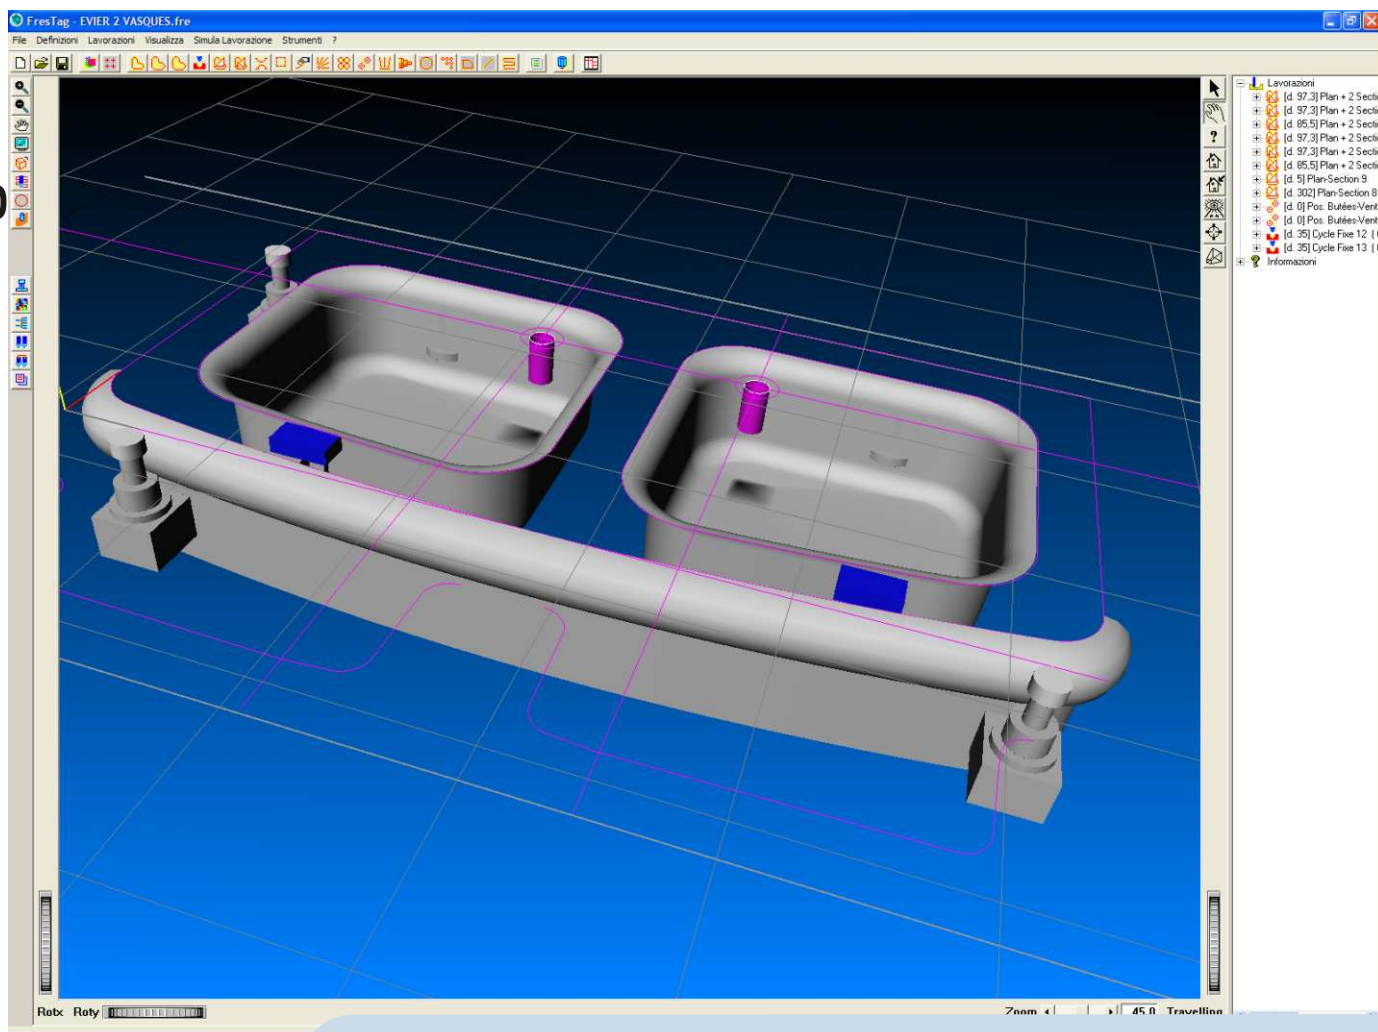 FresTag - EVIER 2 VASQUES.fre
File Definizioni Lavorazioni Visualizza Simula Lavorazione Strumenti ?
Lavorazioni
[d. 97,3] Plan + 2 Secti
[d. 97,3] Plan + 2 Secti
[d. 85,5] Plan + 2 Secti
[d. 97,3] Plan + 2 Secti
[d. 97,3] Plan + 2 Secti
[d. 85,5] Plan + 2 Secti
[d. 5] Plan-Section 9
[d. 302] Plan-Section 8
[d. 0] Pos. Butées-Vent
[d. 0] Pos. Butées-Vent
[d. 35] Cycle Fixe 12 (
[d. 35] Cycle Fixe 13 (
Informazioni
?
Rotx Roty Zoom 45.0 Travelling